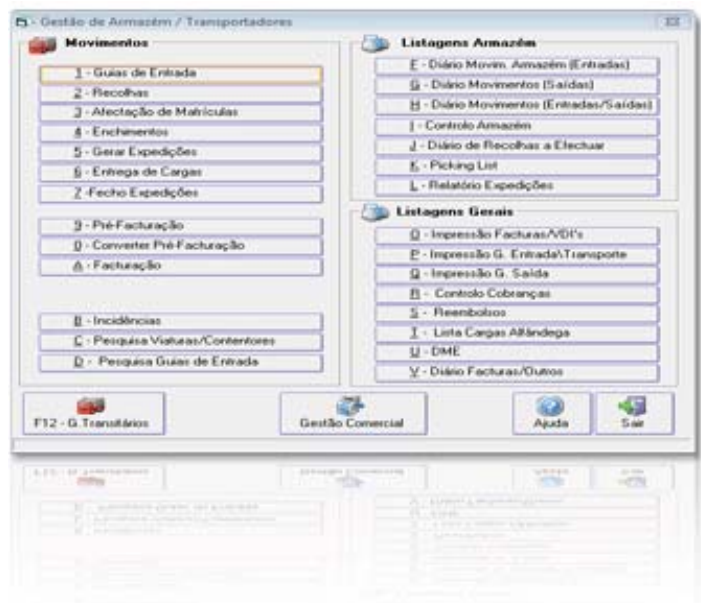 - Gestão de Armazém / Transportadores
Movimentos
1 - Guias de Entrada
2 - Recolhas
3 - Afectação de Matrículas
4 - Enchimentos
5 - Gerar Expedições
6 - Entrega de Cargas
7 -Fecho Expedições
9 - Pré-Facturação
0 - Converter Pré-Facturação
A - Facturação
B - Incidências
C - Pesquisa Viaturas/Contentores
D - Pesquisa Guias de Entrada
Listagens Armazém
F - Diário Movim. Armazém (Entradas)
G - Diário Movimentos (Saídas)
H - Diário Movimentos (Entradas/Saídas)
I - Controlo Armazém
J - Diário de Recolhas a Efectuar
K - Picking List
L - Relatório Expedições
Listagens Gerais
O - Impressão Facturas/VDI's
P - Impressão G. Entrada\Transporte
Q - Impressão G. Saída
R - Controlo Cobranças
S - Reembolsos
T - Lista Cargas Alfândega
U - DME
V - Diário Facturas/Outros
F12 - G.Transitários
Gestão Comercial
Ajuda
Sair